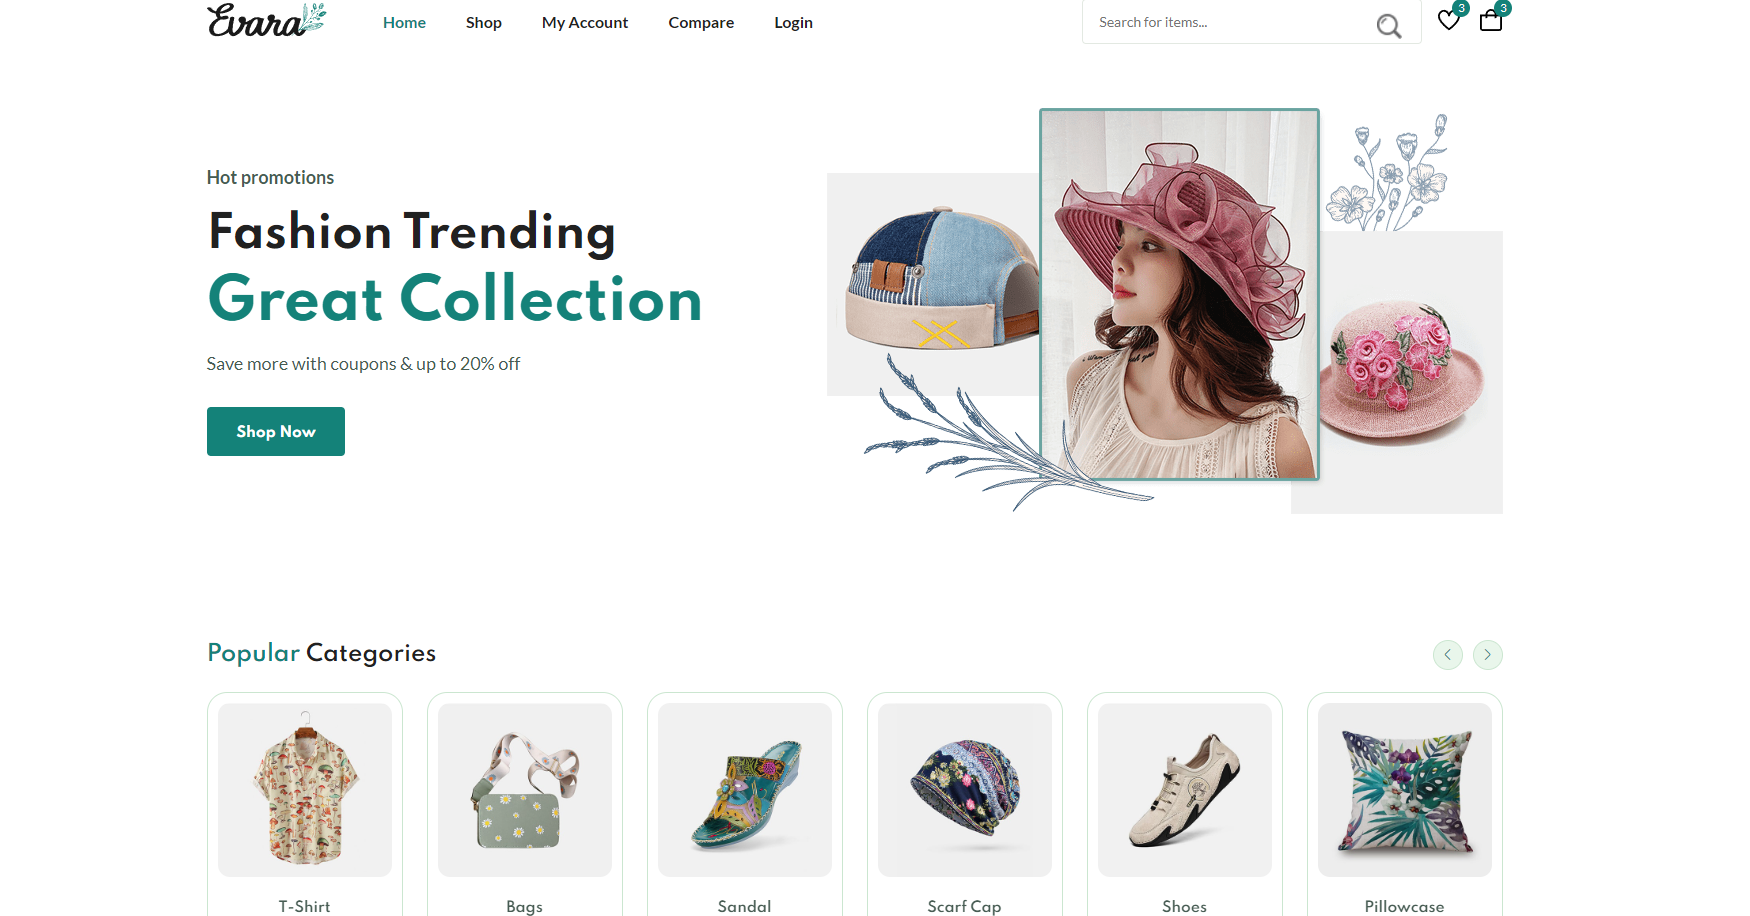 Evara
Home Shop My Account Compare Login
Search for items...
3 3
Hot promotions
Fashion Trending
Great Collection
Save more with coupons & up to 20% off
Shop Now
Popular Categories
T-Shirt Bags Sandal Scarf Cap Shoes Pillowcase